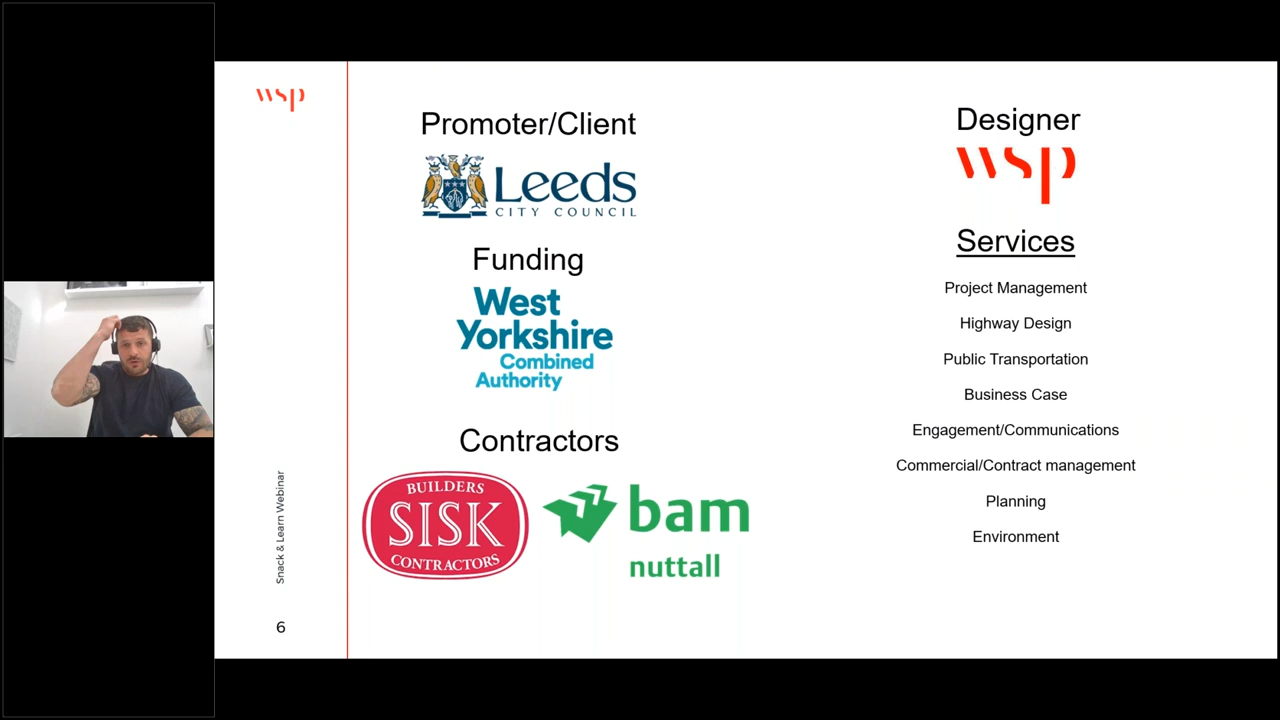 wsp
Promoter/Client
Leeds
CITY COUNCIL
Funding
West
Yorkshire
Combined
Authority
Contractors
BUILDERS
SISK
CONTRACTORS
bam
nuttall
Designer
wsp
Services
Project Management
Highway Design
Public Transportation
Business Case
Engagement/Communications
Commercial/Contract management
Planning
Environment
Snack & Learn Webinar
6